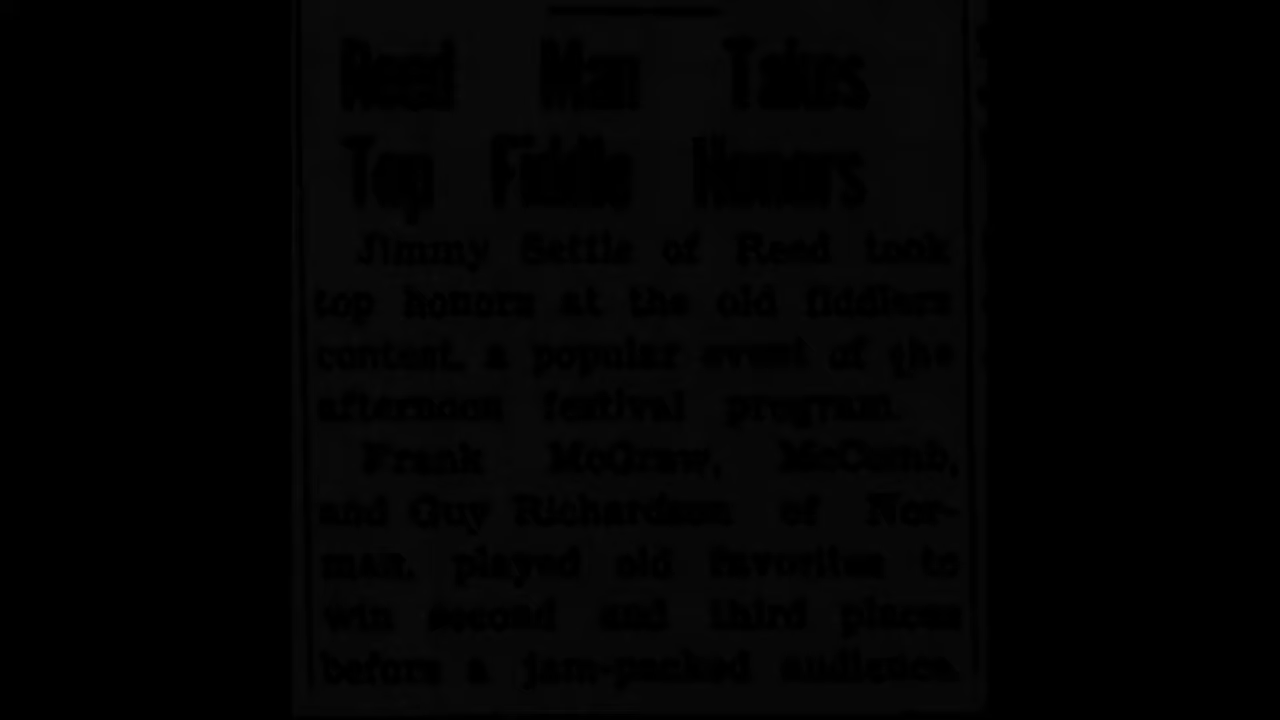 Reed Man Takes
Top Fiddle Honors
Jimmy Settle of Reed took
top honors at the old fiddlers
contest, a popular event of the
afternoon festival program.
Frank McGraw, McComb,
and Guy Richardson of Nor-
man, played old favorites to
win second and third places
before a jam-packed audience.